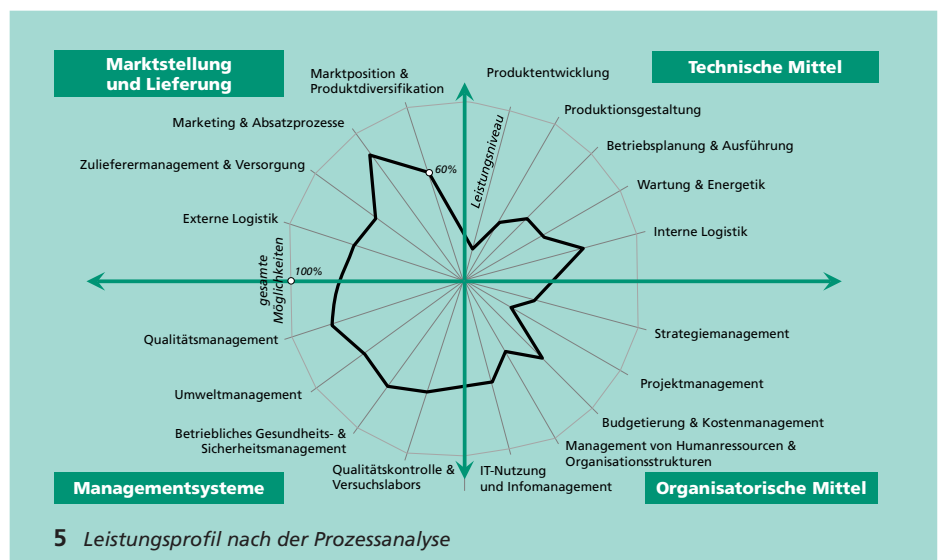 Marktstellung
und Lieferung
Technische Mittel
Marktposition &
Produktdiversifikation
Produktentwicklung
Marketing & Absatzprozesse
Produktionsgestaltung
Zulieferermanagement & Versorgung
Betriebsplanung & Ausführung
Leistungsniveau
60%
Wartung & Energetik
Externe Logistik
Interne Logistik
gesamte
Möglichkeiten
100%
Qualitätsmanagement
Strategiemanagement
Umweltmanagement
Projektmanagement
Betriebliches Gesundheits- &
Sicherheitsmanagement
Budgetierung & Kostenmanagement
Qualitätskontrolle &
Versuchslabors
IT-Nutzung
und Infomanagement
Management von Humanressourcen &
Organisationsstrukturen
Managementsysteme
Organisatorische Mittel
5 Leistungsprofil nach der Prozessanalyse